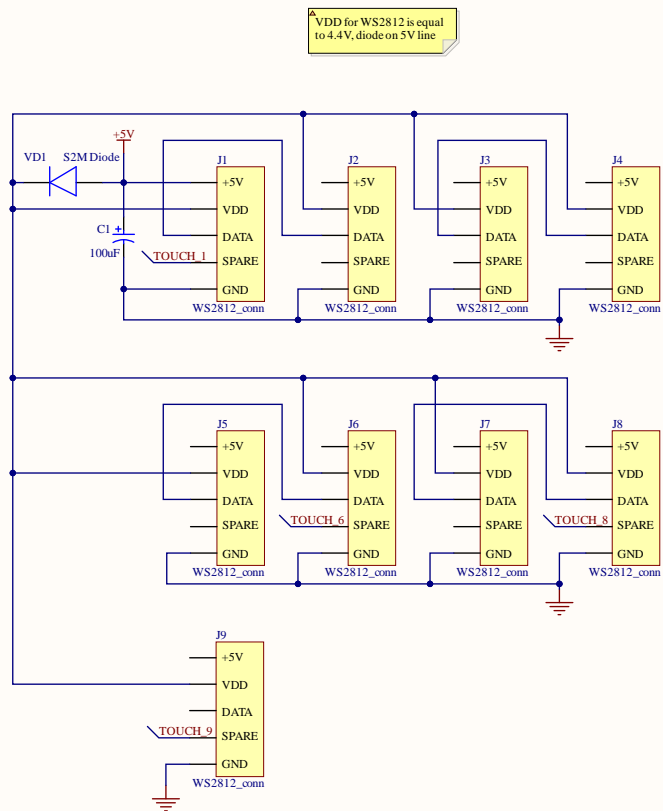 VDD for WS2812 is equal
to 4.4V, diode on 5V line
+5V
VD1 S2M Diode
C1 +
100uF
TOUCH_1
J1
+5V
VDD
DATA
SPARE
GND
WS2812_conn
J2
+5V
VDD
DATA
SPARE
GND
WS2812_conn
J3
+5V
VDD
DATA
SPARE
GND
WS2812_conn
J4
+5V
VDD
DATA
SPARE
GND
WS2812_conn
J5
+5V
VDD
DATA
SPARE
GND
WS2812_conn
J6
+5V
VDD
DATA
TOUCH_6 SPARE
GND
WS2812_conn
J7
+5V
VDD
DATA
SPARE
GND
WS2812_conn
J8
+5V
VDD
DATA
TOUCH_8 SPARE
GND
WS2812_conn
J9
+5V
VDD
DATA
TOUCH_9 SPARE
GND
WS2812_conn